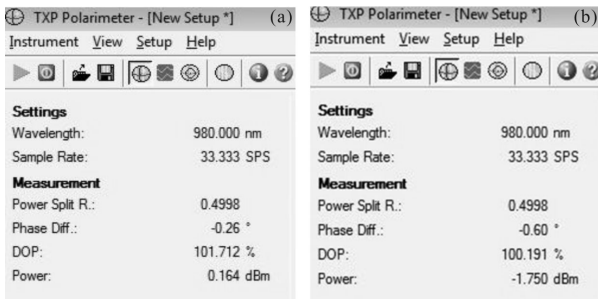 TXP Polarimeter - [New Setup *] (a)
Instrument View Setup Help
Settings
Wavelength: 980.000 nm
Sample Rate: 33.333 SPS
Measurement
Power Split R.: 0.4998
Phase Diff.: -0.26 °
DOP: 101.712 %
Power: 0.164 dBm
TXP Polarimeter - [New Setup *] (b)
Instrument View Setup Help
Settings
Wavelength: 980.000 nm
Sample Rate: 33.333 SPS
Measurement
Power Split R.: 0.4998
Phase Diff.: -0.60 °
DOP: 100.191 %
Power: -1.750 dBm